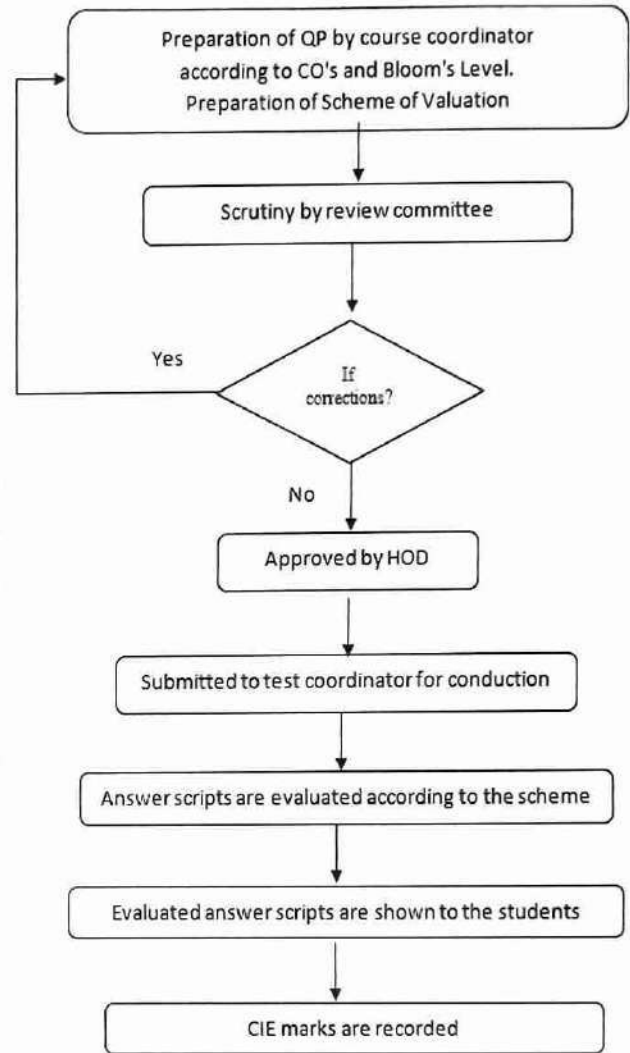 Preparation of QP by course coordinator
according to CO's and Bloom's Level.
Preparation of Scheme of Valuation
Scrutiny by review committee
Yes
If
corrections?
No
Approved by HOD
Submitted to test coordinator for conduction
Answer scripts are evaluated according to the scheme
Evaluated answer scripts are shown to the students
CIE marks are recorded